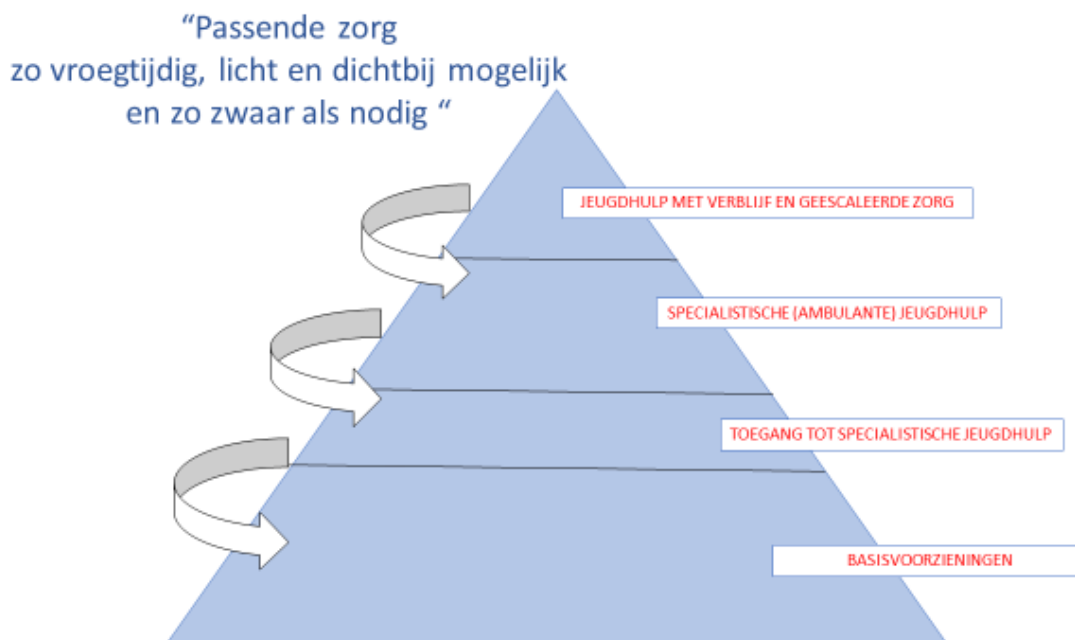 “Passende zorg
zo vroegtijdig, licht en dichtbij mogelijk
en zo zwaar als nodig “
JEUGDHULP MET VERBLIJF EN GEESCALEERDE ZORG
SPECIALISTISCHE (AMBULANTE) JEUGDHULP
TOEGANG TOT SPECIALISTISCHE JEUGDHULP
BASISVOORZIENINGEN